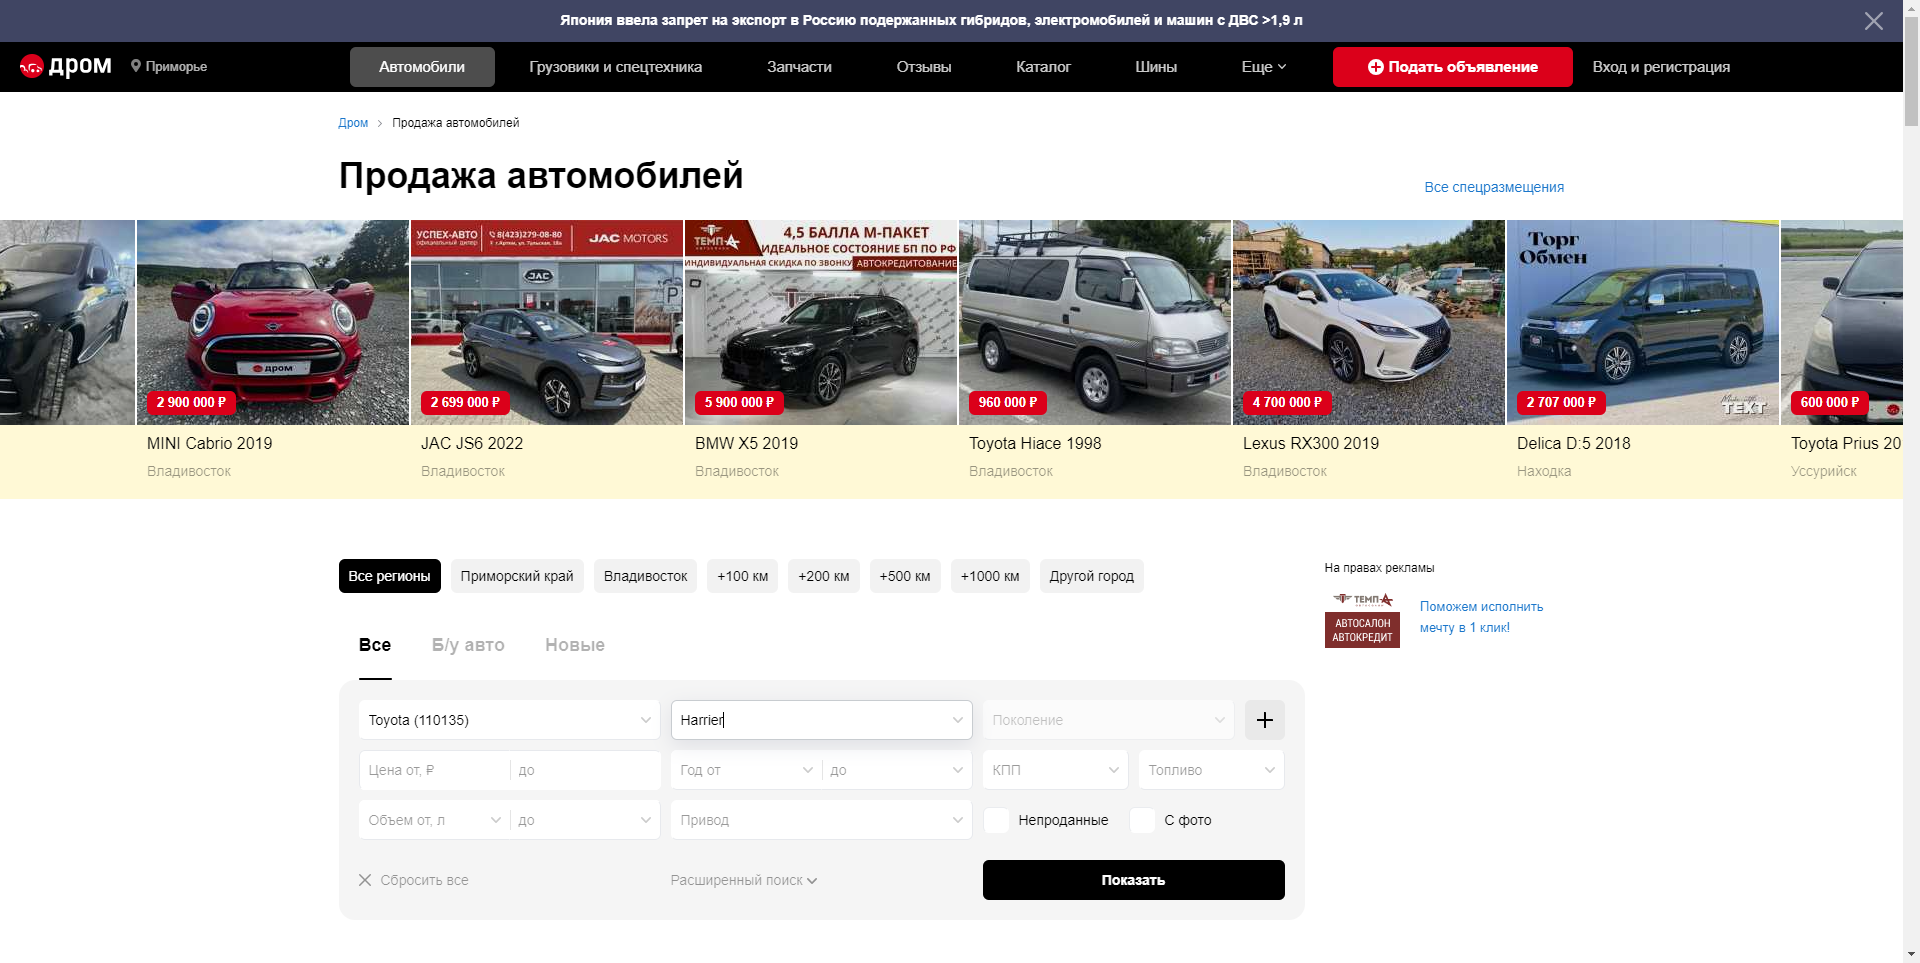 Япония ввела запрет на экспорт в Россию подержанных гибридов, электромобилей и машин с ДВС >1,9 л
дром
Приморье
Автомобили
Грузовики и спецтехника
Запчасти
Отзывы
Каталог
Шины
Еще
Подать объявление
Вход и регистрация
Дром > Продажа автомобилей
Продажа автомобилей
Все спецразмещения
2 900 000 ₽
MINI Cabrio 2019
Владивосток
УСПЕХ-АВТО
официальный дилер
8(423)279-08-80
г.Артем, ул. Тульская, 18а
JAC MOTORS
JAC
2 699 000 ₽
JAC JS6 2022
Владивосток
ТЕМП-А
4,5 БАЛЛА М-ПАКЕТ
ИДЕАЛЬНОЕ СОСТОЯНИЕ БП ПО РФ
ИНДИВИДУАЛЬНАЯ СКИДКА ПО ЗВОНКУ
АВТОКРЕДИТОВАНИЕ
5 900 000 ₽
BMW X5 2019
Владивосток
960 000 ₽
Toyota Hiace 1998
Владивосток
4 700 000 ₽
Lexus RX300 2019
Владивосток
Торг
Обмен
TEXT
2 707 000 ₽
Delica D:5 2018
Находка
600 000 ₽
Toyota Prius 20
Уссурийск
Все регионы
Приморский край
Владивосток
+100 км
+200 км
+500 км
+1000 км
Другой город
На правах рекламы
ТЕМП-А
АВТОСАЛОН
АВТОКРЕДИТ
Поможем исполнить
мечту в 1 клик!
Все
Б/у авто
Новые
Toyota (110135)
Harrier
Поколение
Цена от, ₽
до
Год от
до
КПП
Топливо
Объем от, л
до
Привод
Непроданные
С фото
Сбросить все
Расширенный поиск
Показать